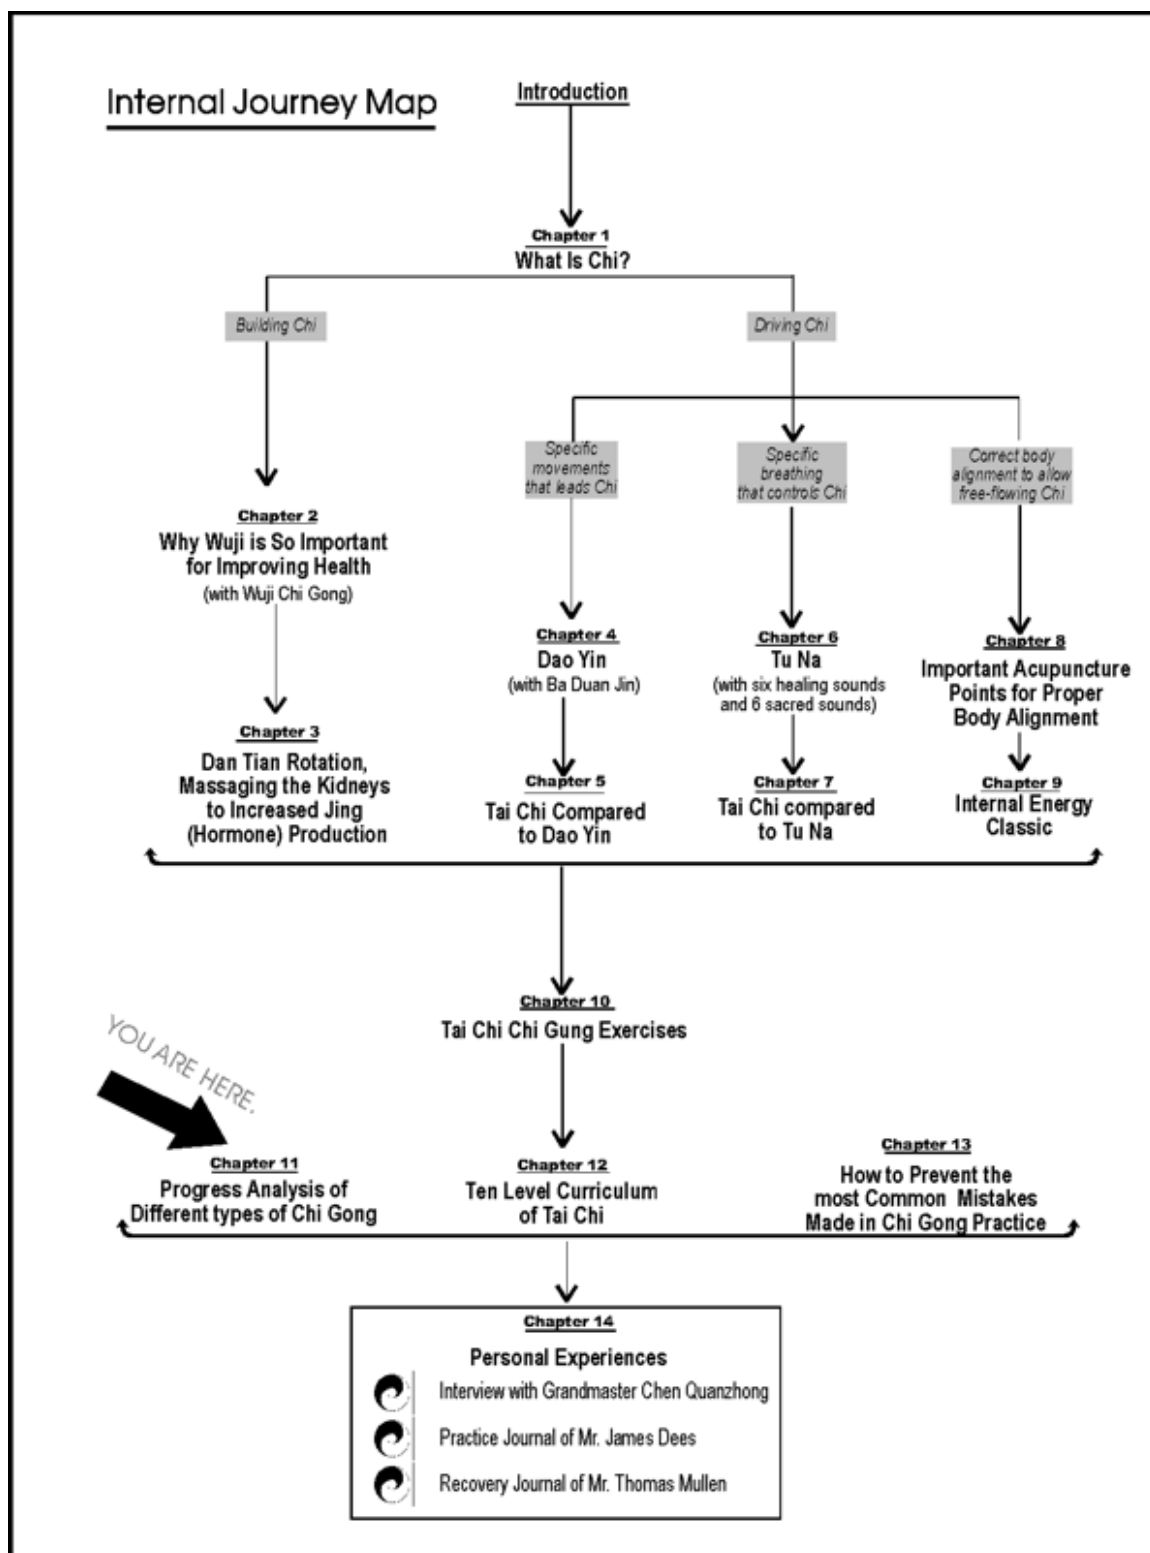 Internal Journey Map
Introduction
Chapter 1
What Is Chi?
Building Chi
Driving Chi
Specific
movements
that leads Chi
Specific
breathing
that controls Chi
Correct body
alignment to allow
free-flowing Chi
Chapter 2
Why Wuji is So Important
for Improving Health
(with Wuji Chi Gong)
Chapter 3
Dan Tian Rotation,
Massaging the Kidneys
to Increased Jing
(Hormone) Production
Chapter 4
Dao Yin
(with Ba Duan Jin)
Chapter 5
Tai Chi Compared
to Dao Yin
Chapter 6
Tu Na
(with six healing sounds
and 6 sacred sounds)
Chapter 7
Tai Chi compared
to Tu Na
Chapter 8
Important Acupuncture
Points for Proper
Body Alignment
Chapter 9
Internal Energy
Classic
Chapter 10
Tai Chi Chi Gung Exercises
YOU ARE HERE.
Chapter 11
Progress Analysis of
Different types of Chi Gong
Chapter 12
Ten Level Curriculum
of Tai Chi
Chapter 13
How to Prevent the
most Common Mistakes
Made in Chi Gong Practice
Chapter 14
Personal Experiences
Interview with Grandmaster Chen Quanzhong
Practice Journal of Mr. James Dees
Recovery Journal of Mr. Thomas Mullen